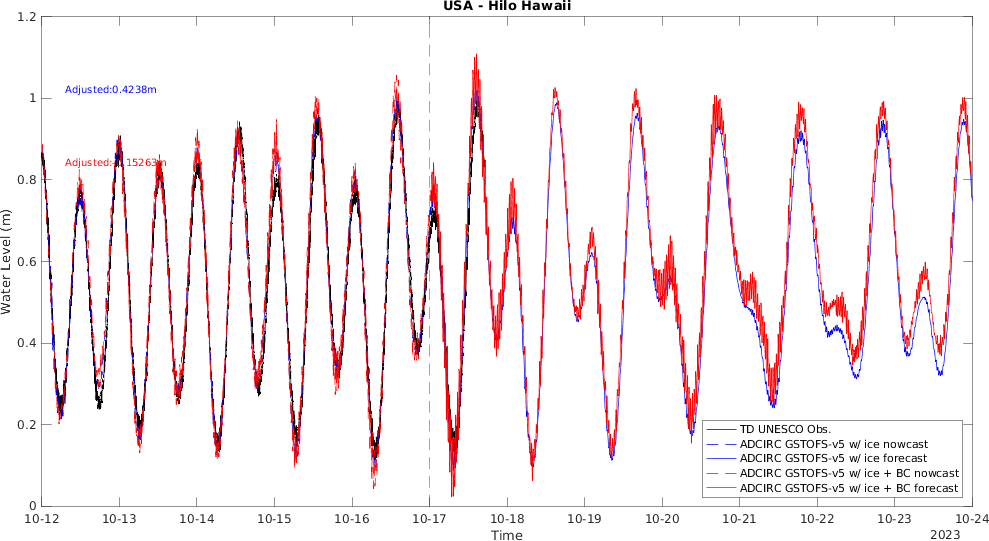 USA - Hilo Hawaii
1.2
1
0.8
0.6
0.4
0.2
0
Water Level (m)
Adjusted:0.4238m
TD UNESCO Obs.
ADCIRC GSTOFS-v5 w/ ice nowcast
ADCIRC GSTOFS-v5 w/ ice forecast
ADCIRC GSTOFS-v5 w/ ice + BC nowcast
ADCIRC GSTOFS-v5 w/ ice + BC forecast
10-12 10-13 10-14 10-15 10-16 10-17 10-18 10-19 10-20 10-21 10-22 10-23 10-24
Time
2023